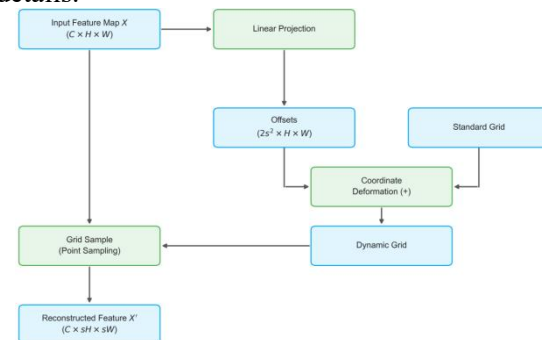 details.
Input Feature Map X
(C × H × W)
Linear Projection
Offsets
(2s² × H × W)
Standard Grid
Coordinate
Deformation (+)
Grid Sample
(Point Sampling)
Dynamic Grid
Reconstructed Feature X'
(C × sH × sW)